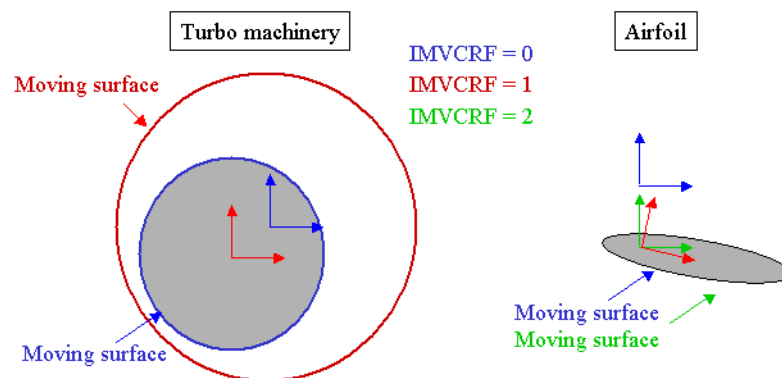 Turbo machinery
IMVCRF = 0
IMVCRF = 1
IMVCRF = 2
Airfoil
Moving surface
Moving surface
Moving surface
Moving surface